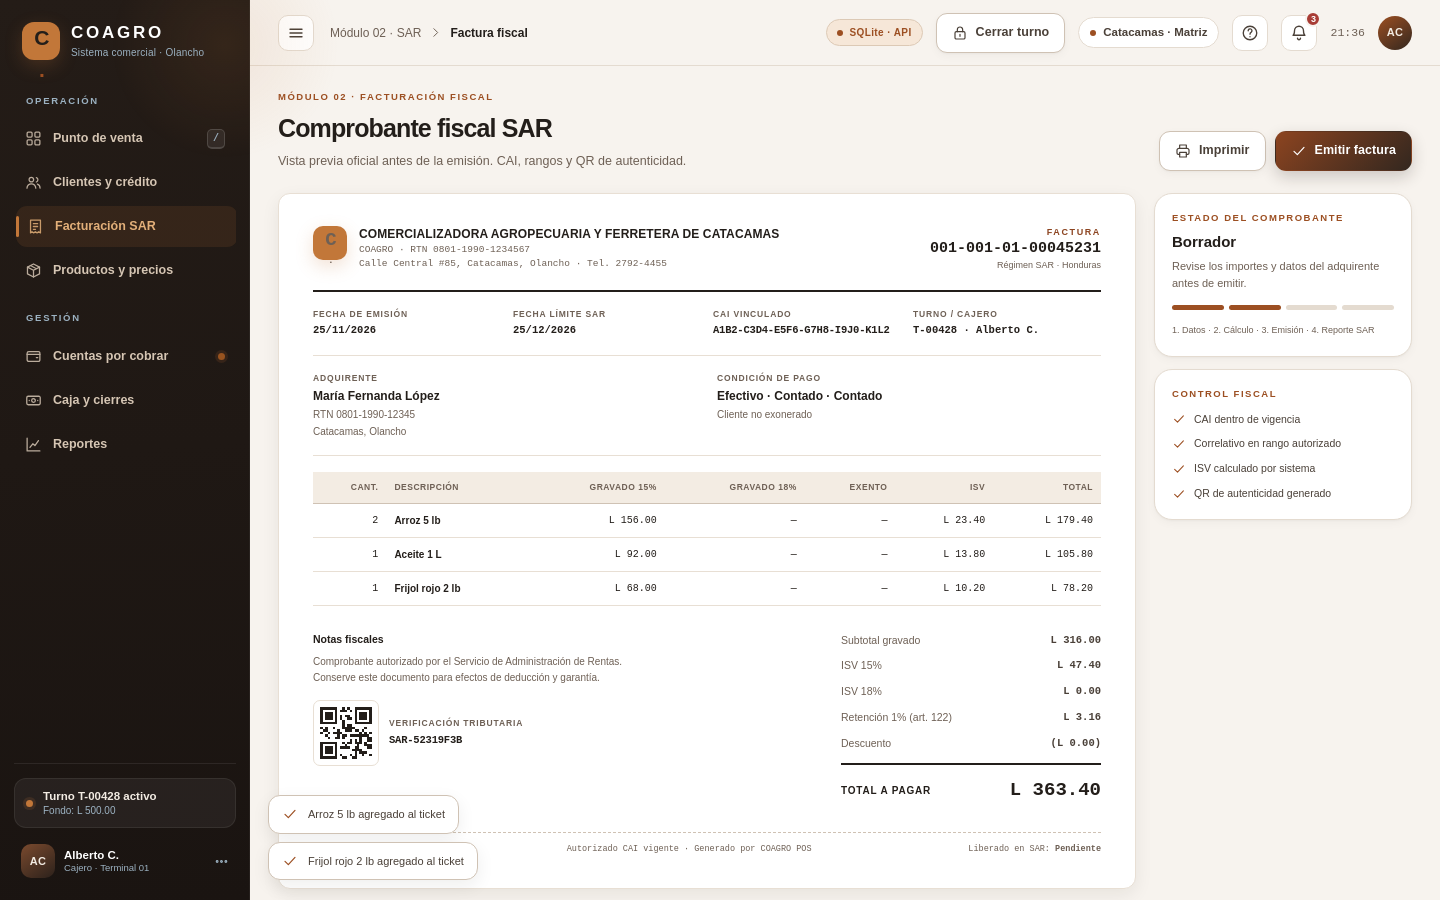 C
COAGRO
Sistema comercial · Olancho
OPERACIÓN
Punto de venta
/
Clientes y crédito
Facturación SAR
Productos y precios
GESTIÓN
Cuentas por cobrar
Caja y cierres
Reportes
Turno T-00428 activo
Fondo: L 500.00
AC
Alberto C.
Cajero · Terminal 01
Módulo 02 · SAR
Factura fiscal
SQLite · API
Cerrar turno
Catacamas · Matriz
3
21:36
AC
MÓDULO 02 · FACTURACIÓN FISCAL
Comprobante fiscal SAR
Vista previa oficial antes de la emisión. CAI, rangos y QR de autenticidad.
Imprimir
Emitir factura
C
COMERCIALIZADORA AGROPECUARIA Y FERRETERA DE CATACAMAS
COAGRO · RTN 0801-1990-1234567
Calle Central #85, Catacamas, Olancho · Tel. 2792-4455
FACTURA
001-001-01-00045231
Régimen SAR · Honduras
FECHA DE EMISIÓN
25/11/2026
FECHA LÍMITE SAR
25/12/2026
CAI VINCULADO
A1B2-C3D4-E5F6-G7H8-I9J0-K1L2
TURNO / CAJERO
T-00428 · Alberto C.
ADQUIRENTE
María Fernanda López
RTN 0801-1990-12345
Catacamas, Olancho
CONDICIÓN DE PAGO
Efectivo · Contado · Contado
Cliente no exonerado
CANT. DESCRIPCIÓN GRAVADO 15% GRAVADO 18% EXENTO ISV TOTAL
2 Arroz 5 lb L 156.00 — — L 23.40 L 179.40
1 Aceite 1 L L 92.00 — — L 13.80 L 105.80
1 Frijol rojo 2 lb L 68.00 — — L 10.20 L 78.20
Notas fiscales
Comprobante autorizado por el Servicio de Administración de Rentas.
Conserve este documento para efectos de deducción y garantía.
VERIFICACIÓN TRIBUTARIA
SAR-52319F3B
Subtotal gravado L 316.00
ISV 15% L 47.40
ISV 18% L 0.00
Retención 1% (art. 122) L 3.16
Descuento (L 0.00)
TOTAL A PAGAR L 363.40
Autorizado CAI vigente · Generado por COAGRO POS
Liberado en SAR: Pendiente
Arroz 5 lb agregado al ticket
Frijol rojo 2 lb agregado al ticket
ESTADO DEL COMPROBANTE
Borrador
Revise los importes y datos del adquirente
antes de emitir.
1. Datos · 2. Cálculo · 3. Emisión · 4. Reporte SAR
CONTROL FISCAL
CAI dentro de vigencia
Correlativo en rango autorizado
ISV calculado por sistema
QR de autenticidad generado